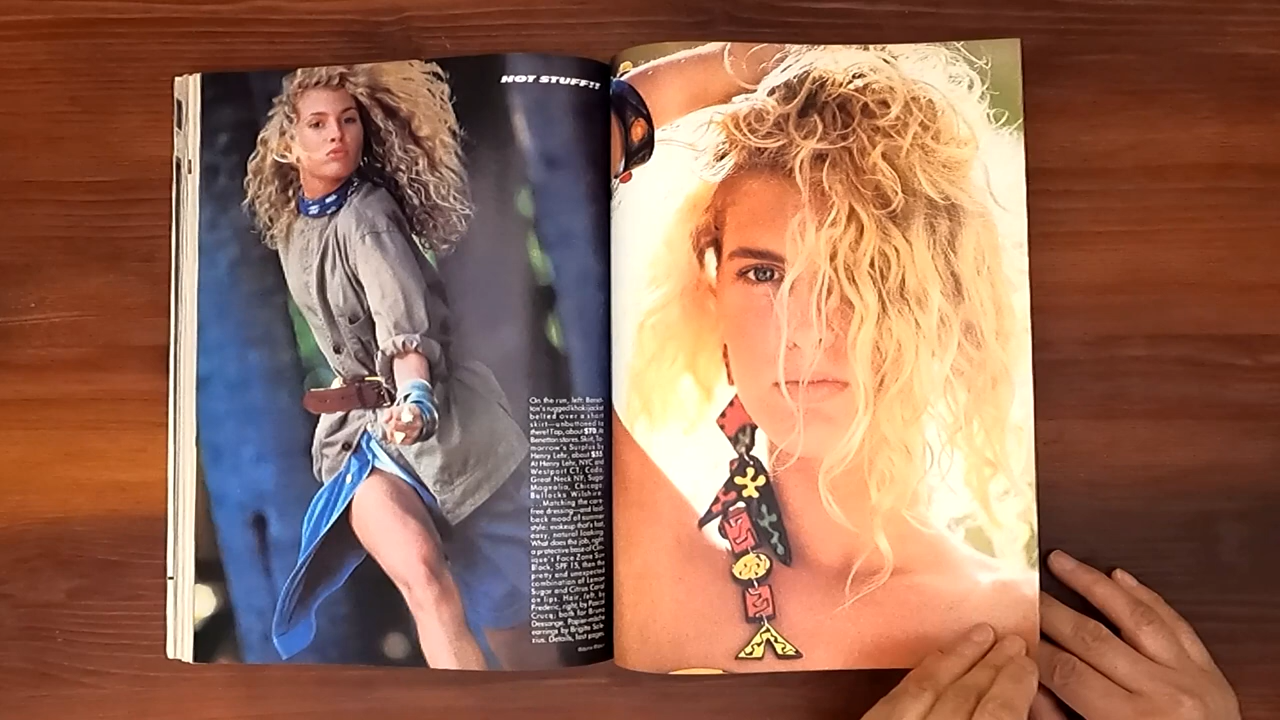 HOT STUFF!!
On the run, left: Benet-
ton's rugged khaki jacket
belted over a short
skirt—unbuttoned to
there! Top, about $70. At
Benetton stores. Skirt, To-
morrow's Surplus by
Henry Lehr, about $55.
At Henry Lehr, NYC and
Westport CT; Coda,
Great Neck NY; Sugar
Magnolia, Chicago;
Bullocks Wilshire.
...Matching the care-
free dressing—and laid-
back mood of summer
style: makeup that's fast,
easy, natural looking.
What does the job, right:
a protective base of Clin-
ique's Face Zone Sun
Block, SPF 15, then the
pretty and unexpected
combination of Lemon
Sugar and Citrus Coral
on lips. Hair, left, by
Frederic, right, by Pascal
Crucq; both for Bruno
Dessange. Papier-mâché
earrings by Brigitte
Details, last pages.